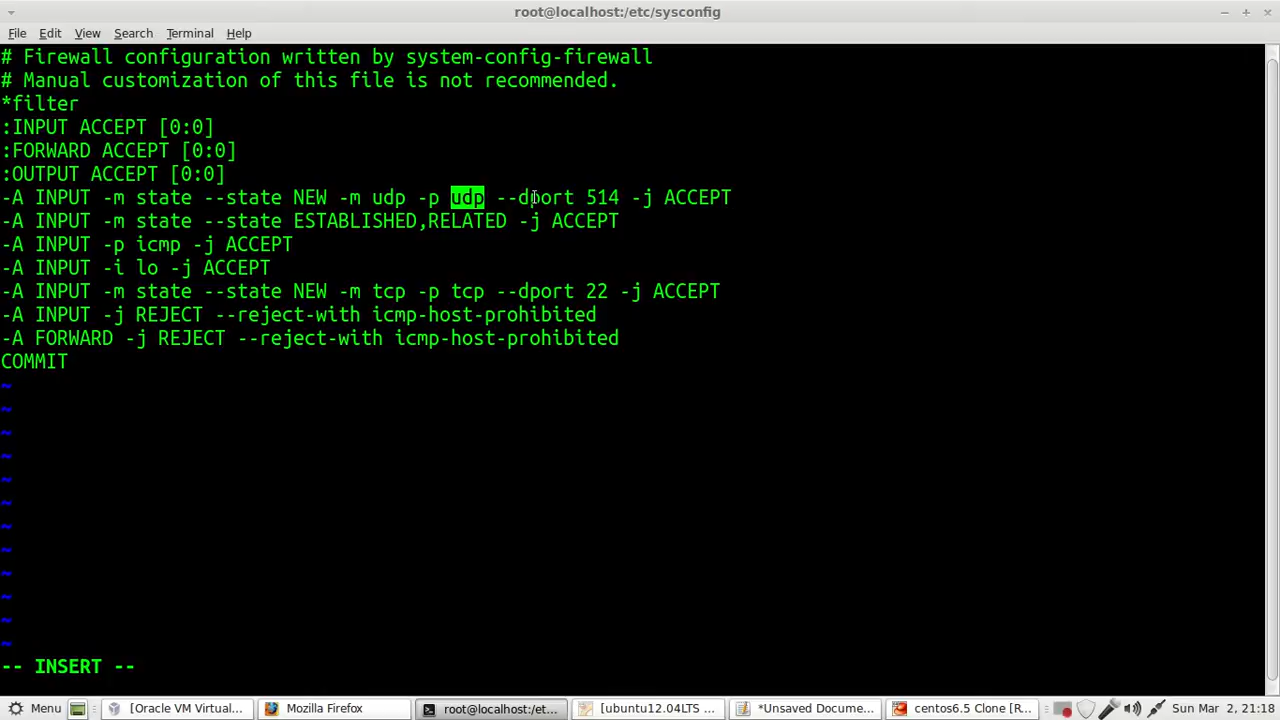 root@localhost:/etc/sysconfig
File Edit View Search Terminal Help
# Firewall configuration written by system-config-firewall
# Manual customization of this file is not recommended.
*filter
:INPUT ACCEPT [0:0]
:FORWARD ACCEPT [0:0]
:OUTPUT ACCEPT [0:0]
-A INPUT -m state --state NEW -m udp -p udp --dport 514 -j ACCEPT
-A INPUT -m state --state ESTABLISHED,RELATED -j ACCEPT
-A INPUT -p icmp -j ACCEPT
-A INPUT -i lo -j ACCEPT
-A INPUT -m state --state NEW -m tcp -p tcp --dport 22 -j ACCEPT
-A INPUT -j REJECT --reject-with icmp-host-prohibited
-A FORWARD -j REJECT --reject-with icmp-host-prohibited
COMMIT
~
~
~
~
~
~
~
~
~
~
~
~
-- INSERT --
Menu [Oracle VM Virtual... Mozilla Firefox root@localhost:/et... [ubuntu12.04LTS ... *Unsaved Docume... centos6.5 Clone [R... Sun Mar 2, 21:18